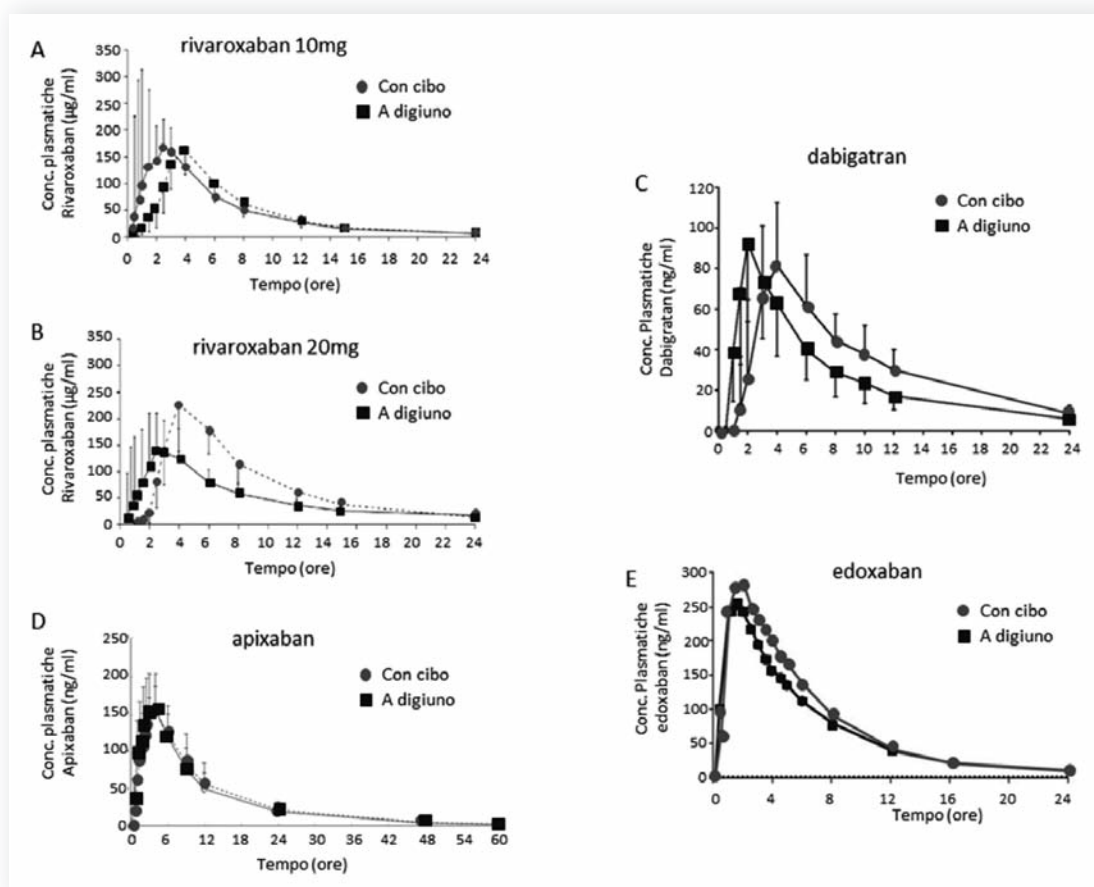 A
rivaroxaban 10mg
Conc. plasmatiche
Rivaroxaban (µg/ml)
350
300
250
200
150
100
50
0
Con cibo
A digiuno
0 2 4 6 8 10 12 14 16 18 20 22 24
Tempo (ore)
B
rivaroxaban 20mg
Conc. plasmatiche
Rivaroxaban (µg/ml)
350
300
250
200
150
100
50
0
Con cibo
A digiuno
0 2 4 6 8 10 12 14 16 18 20 22 24
Tempo (ore)
D
apixaban
Conc. plasmatiche
Apixaban (ng/ml)
250
200
150
100
50
0
Con cibo
A digiuno
0 6 12 18 24 30 36 42 48 54 60
Tempo (ore)
C
dabigatran
Conc. Plasmatiche
Dabigratan (ng/ml)
120
100
80
60
40
20
0
Con cibo
A digiuno
0 2 4 6 8 10 12 14 16 18 20 22 24
Tempo (ore)
E
edoxaban
Conc. Plasmatiche
edoxaban (ng/ml)
300
250
200
150
100
50
0
Con cibo
A digiuno
0 4 8 12 16 20 24
Tempo (ore)